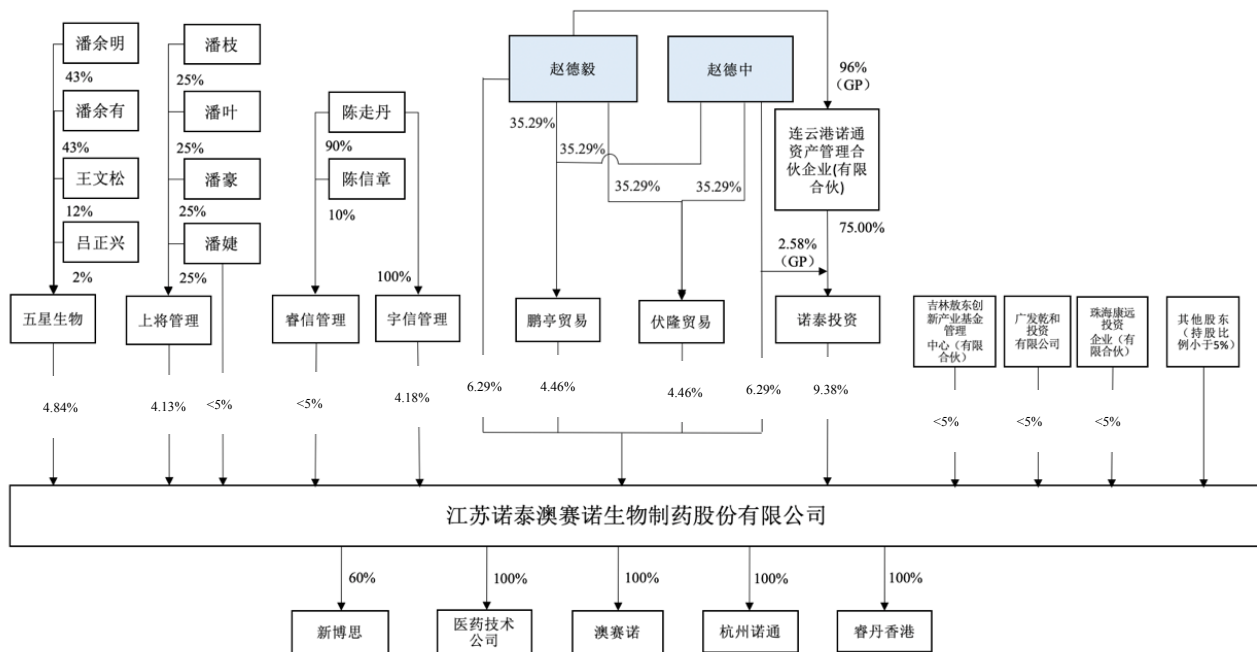 潘余明
潘枝
赵德毅
赵德中
96%
（GP）
43%
25%
潘余有
潘叶
陈走丹
35.29%
连云港诺通
资产管理合
伙企业(有限
合伙)
43%
25%
90%
35.29%
王文松
潘豪
陈信章
35.29%
35.29%
12%
25%
10%
吕正兴
潘婕
75.00%
2.58%
（GP）
2%
25%
100%
五星生物
上将管理
睿信管理
宇信管理
鹏亭贸易
伏隆贸易
诺泰投资
吉林敖东创
新产业基金
管理
中心（有限
合伙）
广发乾和
投资
有限公司
珠海康远
投资
企业（有
限合伙）
其他股东
（持股比
例小于5%）
4.84%
4.13%
<5%
<5%
4.18%
6.29%
4.46%
4.46%
6.29%
9.38%
<5%
<5%
<5%
江苏诺泰澳赛诺生物制药股份有限公司
60%
100%
100%
100%
100%
新博思
医药技术
公司
澳赛诺
杭州诺通
睿丹香港